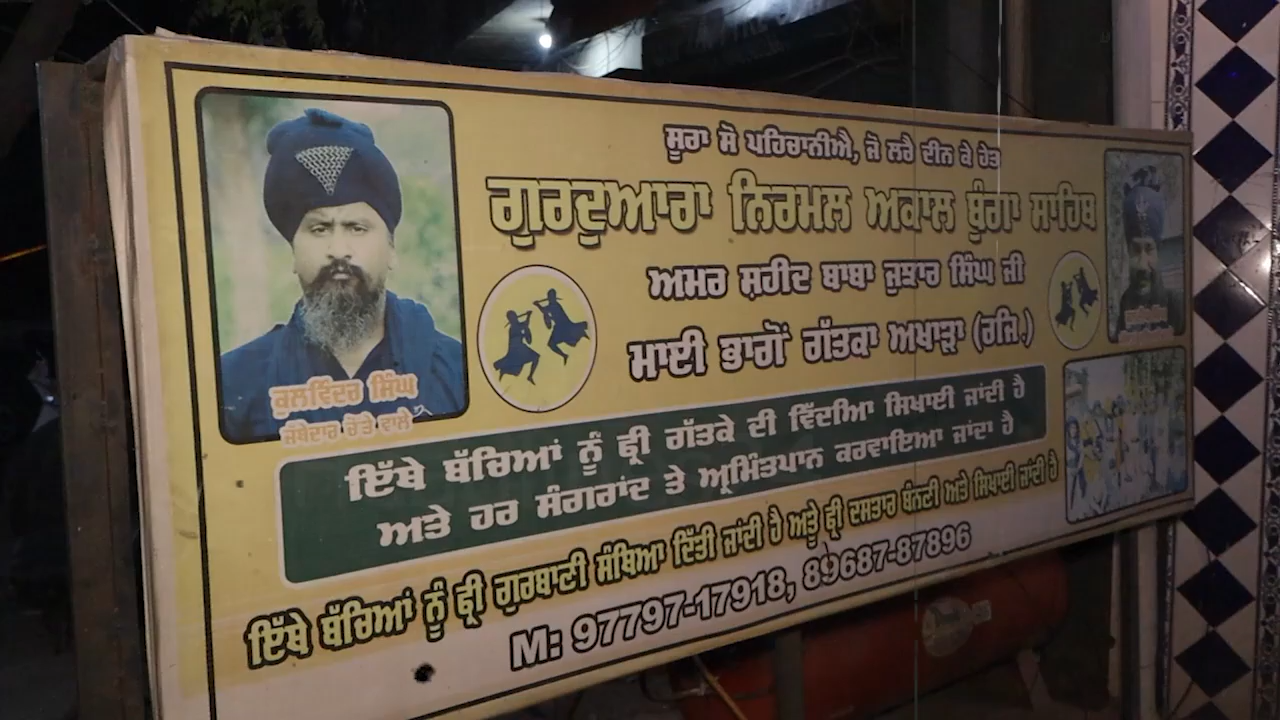 ਸੂਰਾ ਸੋ ਪਹਿਚਾਨੀਐ, ਜੋ ਲਰੈ ਦੀਨ ਕੇ ਹੇਤ
ਗੁਰਦੁਆਰਾ ਨਿਰਮਲ ਅਕਾਲ ਬੁੰਗਾ ਸਾਹਿਬ
ਅਮਰ ਸ਼ਹੀਦ ਬਾਬਾ ਜੁਝਾਰ ਸਿੰਘ ਜੀ
ਮਾਈ ਭਾਗੋਂ ਗੱਤਕਾ ਅਖਾੜਾ (ਰਜਿ.)
ਕੁਲਵਿੰਦਰ ਸਿੰਘ
ਜੱਥੇਦਾਰ ਚੋਂਤੇ ਵਾਲੇ
ਇੱਥੇ ਬੱਚਿਆਂ ਨੂੰ ਫ੍ਰੀ ਗੱਤਕੇ ਦੀ ਵਿੱਦਿਆ ਸਿਖਾਈ ਜਾਂਦੀ ਹੈ
ਅਤੇ ਹਰ ਸੰਗਰਾਂਦ ਤੇ ਅ੍ਰਮਿੰਤਪਾਨ ਕਰਵਾਇਆ ਜਾਂਦਾ ਹੈ
ਇੱਥੇ ਬੱਚਿਆਂ ਨੂੰ ਫ੍ਰੀ ਗੁਰਬਾਣੀ ਸੰਥਿਆ ਦਿੱਤੀ ਜਾਂਦੀ ਹੈ ਅਤੇ ਫ੍ਰੀ ਦਸਤਾਰ ਬੰਨਣੀ ਅਤੇ ਸਿਖਾਈ ਜਾਂਦੀ ਹੈ
M: 97797-17918, 89687-87896